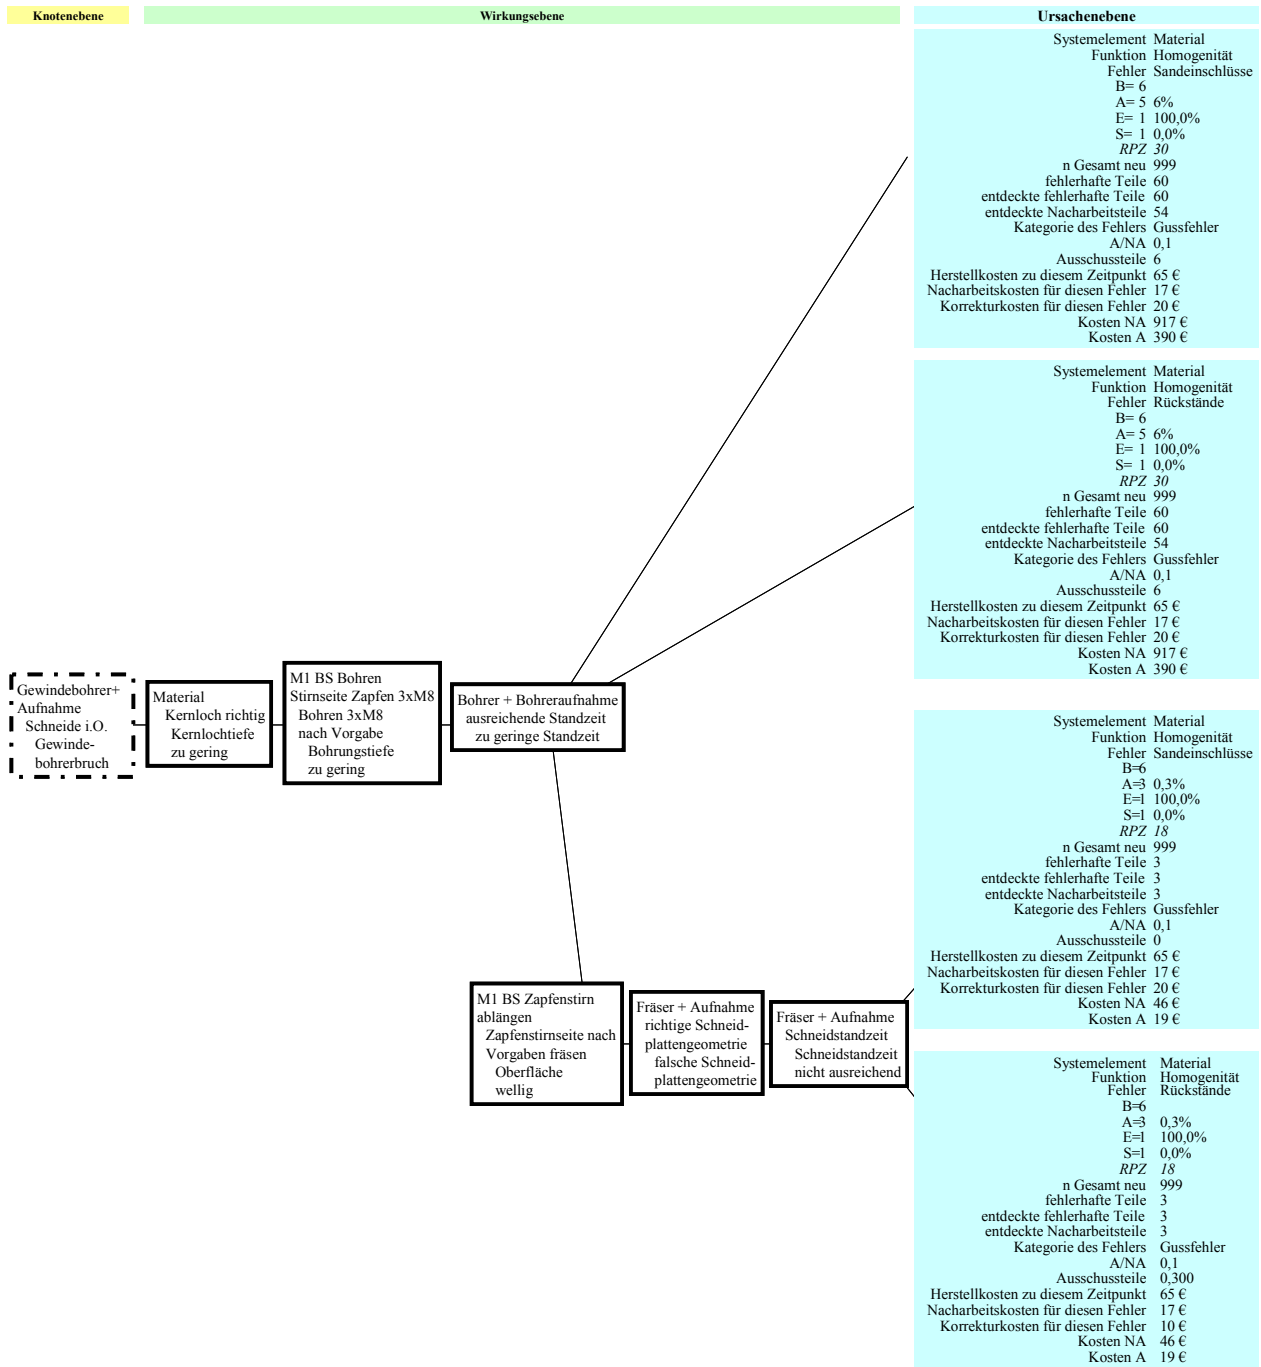 Knotenebene
Wirkungsebene
Ursachenebene
Systemelement Material
Funktion Homogenität
Fehler Sandeinschlüsse
B= 6
A= 5 6%
E= 1 100,0%
S= 1 0,0%
RPZ 30
n Gesamt neu 999
fehlerhafte Teile 60
entdeckte fehlerhafte Teile 60
entdeckte Nacharbeitsteile 54
Kategorie des Fehlers Gussfehler
A/NA 0,1
Ausschussteile 6
Herstellkosten zu diesem Zeitpunkt 65 €
Nacharbeitskosten für diesen Fehler 17 €
Korrekturkosten für diesen Fehler 20 €
Kosten NA 917 €
Kosten A 390 €
Systemelement Material
Funktion Homogenität
Fehler Rückstände
B= 6
A= 5 6%
E= 1 100,0%
S= 1 0,0%
RPZ 30
n Gesamt neu 999
fehlerhafte Teile 60
entdeckte fehlerhafte Teile 60
entdeckte Nacharbeitsteile 54
Kategorie des Fehlers Gussfehler
A/NA 0,1
Ausschussteile 6
Herstellkosten zu diesem Zeitpunkt 65 €
Nacharbeitskosten für diesen Fehler 17 €
Korrekturkosten für diesen Fehler 20 €
Kosten NA 917 €
Kosten A 390 €
Gewindebohrer+
Aufnahme
Schneide i.O.
Gewinde-
bohrerbruch
Material
Kernloch richtig
Kernlochtiefe
zu gering
M1 BS Bohren
Stirnseite Zapfen 3xM8
Bohren 3xM8
nach Vorgabe
Bohrungstiefe
zu gering
Bohrer + Bohreraufnahme
ausreichende Standzeit
zu geringe Standzeit
Systemelement Material
Funktion Homogenität
Fehler Sandeinschlüsse
B=6
A=3 0,3%
E=1 100,0%
S=1 0,0%
RPZ 18
n Gesamt neu 999
fehlerhafte Teile 3
entdeckte fehlerhafte Teile 3
entdeckte Nacharbeitsteile 3
Kategorie des Fehlers Gussfehler
A/NA 0,1
Ausschussteile 0
Herstellkosten zu diesem Zeitpunkt 65 €
Nacharbeitskosten für diesen Fehler 17 €
Korrekturkosten für diesen Fehler 20 €
Kosten NA 46 €
Kosten A 19 €
M1 BS Zapfenstirn
ablängen
Zapfenstirnseite nach
Vorgaben fräsen
Oberfläche
wellig
Fräser + Aufnahme
richtige Schneid-
plattengeometrie
falsche Schneid-
plattengeometrie
Fräser + Aufnahme
Schneidstandzeit
Schneidstandzeit
nicht ausreichend
Systemelement Material
Funktion Homogenität
Fehler Rückstände
B=6
A=3 0,3%
E=1 100,0%
S=1 0,0%
RPZ 18
n Gesamt neu 999
fehlerhafte Teile 3
entdeckte fehlerhafte Teile 3
entdeckte Nacharbeitsteile 3
Kategorie des Fehlers Gussfehler
A/NA 0,1
Ausschussteile 0,300
Herstellkosten zu diesem Zeitpunkt 65 €
Nacharbeitskosten für diesen Fehler 17 €
Korrekturkosten für diesen Fehler 10 €
Kosten NA 46 €
Kosten A 19 €